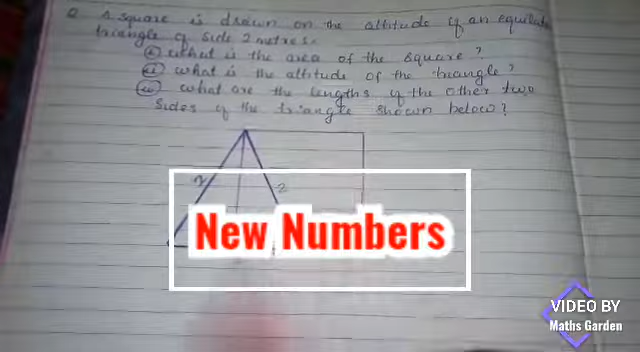 Q A square is drawn on the altitude of an equilate
triangle of side 2 metres.
(i) what is the area of the square?
(ii) what is the altitude of the triangle?
(iii) what are the lengths of the other two
sides of the triangle shown below?
2 2
New Numbers
VIDEO BY
Maths Garden